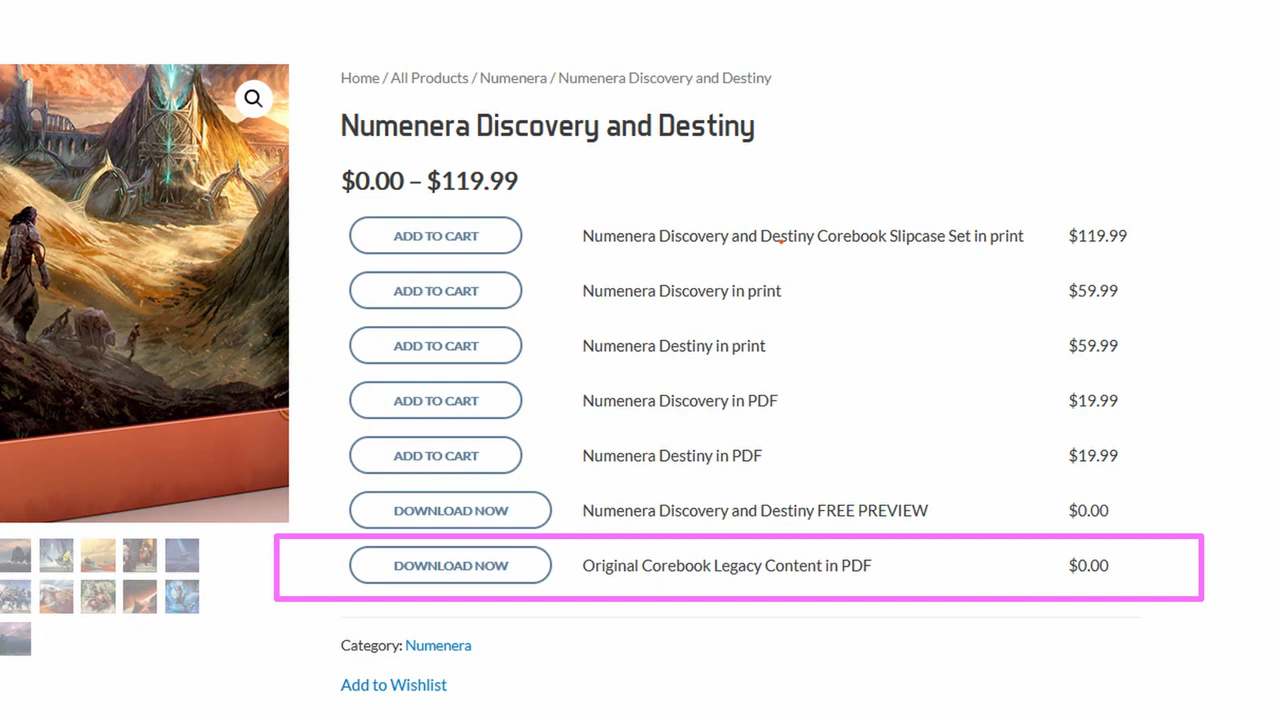 Home / All Products / Numenera / Numenera Discovery and Destiny
Numenera Discovery and Destiny
$0.00 – $119.99
ADD TO CART Numenera Discovery and Destiny Corebook Slipcase Set in print $119.99
ADD TO CART Numenera Discovery in print $59.99
ADD TO CART Numenera Destiny in print $59.99
ADD TO CART Numenera Discovery in PDF $19.99
ADD TO CART Numenera Destiny in PDF $19.99
DOWNLOAD NOW Numenera Discovery and Destiny FREE PREVIEW $0.00
DOWNLOAD NOW Original Corebook Legacy Content in PDF $0.00
Category: Numenera
Add to Wishlist